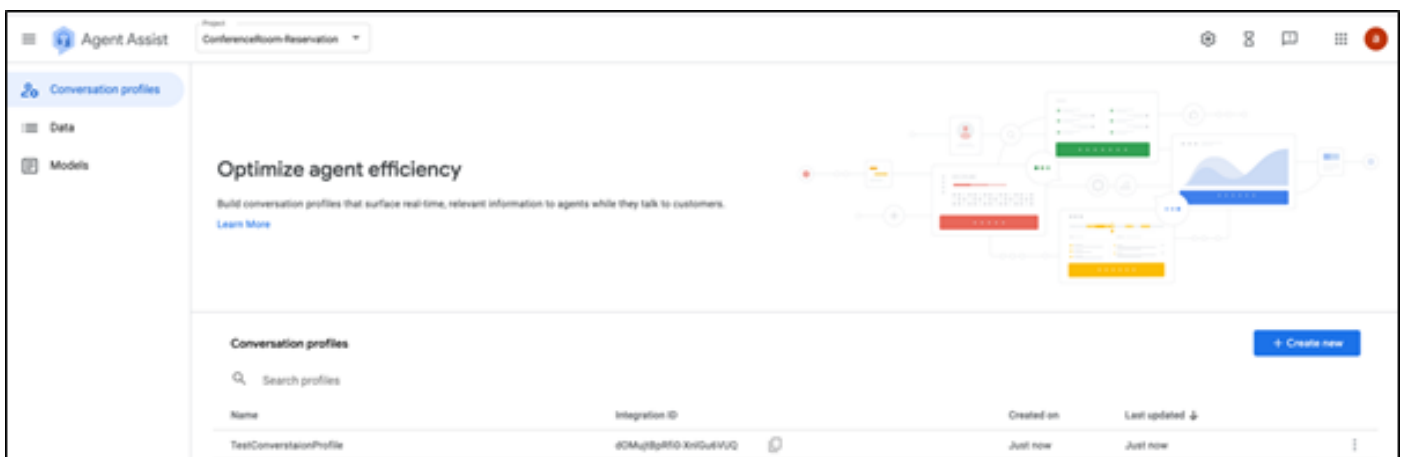 Project
Agent Assist
ConferenceRoom-Reservation
a
Conversation profiles
Data
Models
Optimize agent efficiency
Build conversation profiles that surface real-time, relevant information to agents while they talk to customers.
Learn More
Conversation profiles
+ Create new
Search profiles
Name Integration ID Created on Last updated
TestConverstaionProfile Just now Just now